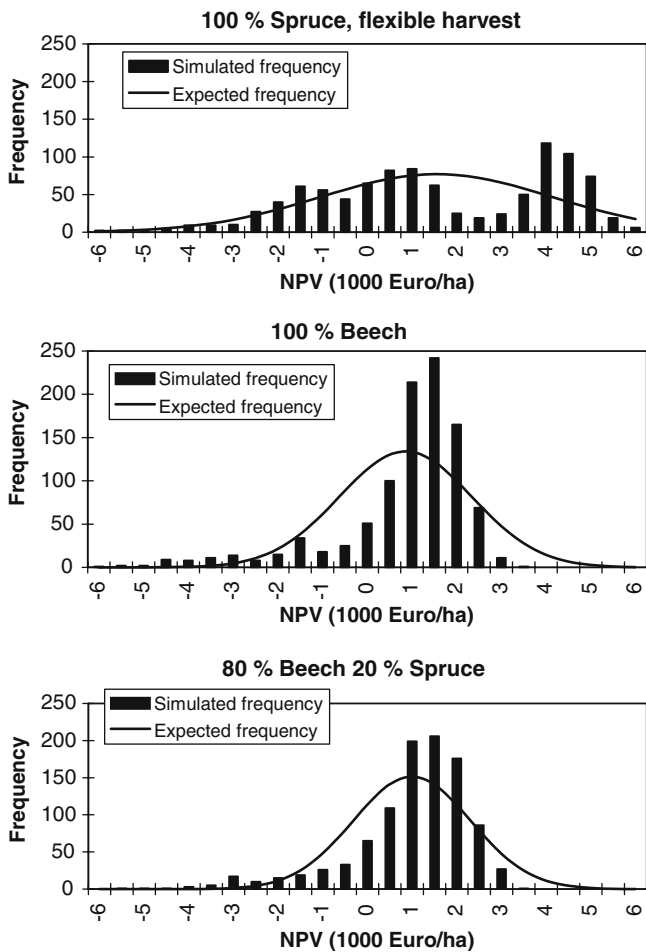 100 % Spruce, flexible harvest
250
200
150
100
50
0
Frequency
Simulated frequency
Expected frequency
-6 -5 -4 -3 -2 -1 0 1 2 3 4 5 6
NPV (1000 Euro/ha)
100 % Beech
250
200
150
100
50
0
Frequency
Simulated frequency
Expected frequency
-6 -5 -4 -3 -2 -1 0 1 2 3 4 5 6
NPV (1000 Euro/ha)
80 % Beech 20 % Spruce
250
200
150
100
50
0
Frequency
Simulated frequency
Expected frequency
-6 -5 -4 -3 -2 -1 0 1 2 3 4 5 6
NPV (1000 Euro/ha)